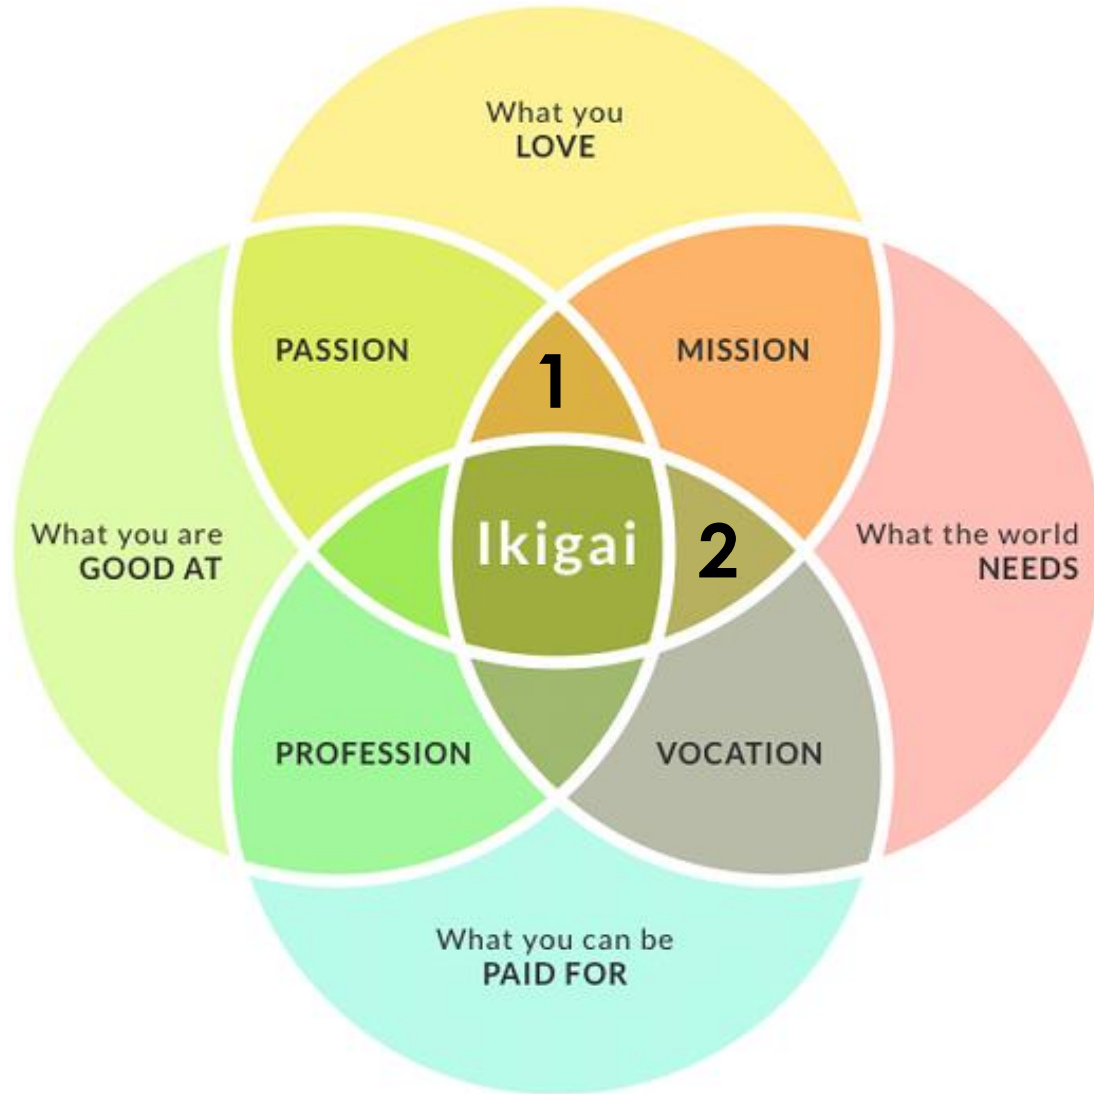 What you
LOVE
PASSION
1
MISSION
What you are
GOOD AT
Ikigai
2
What the world
NEEDS
PROFESSION
VOCATION
What you can be
PAID FOR